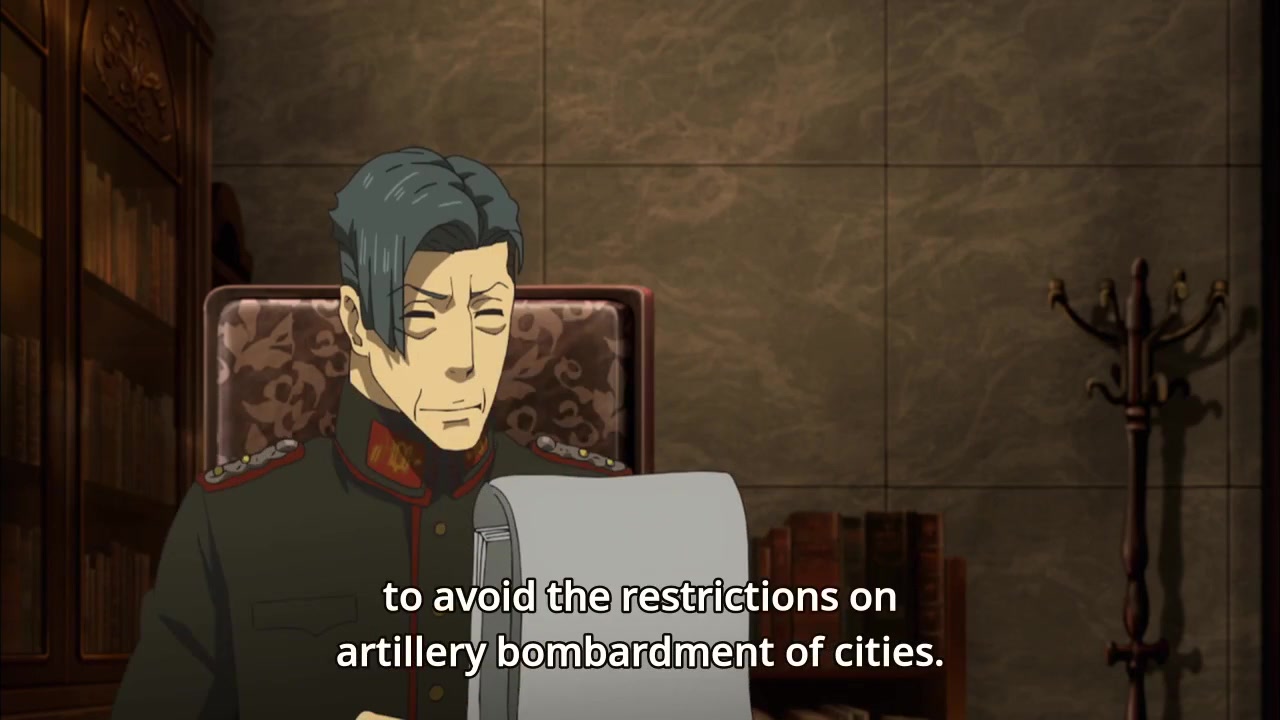 to avoid the restrictions on
artillery bombardment of cities.